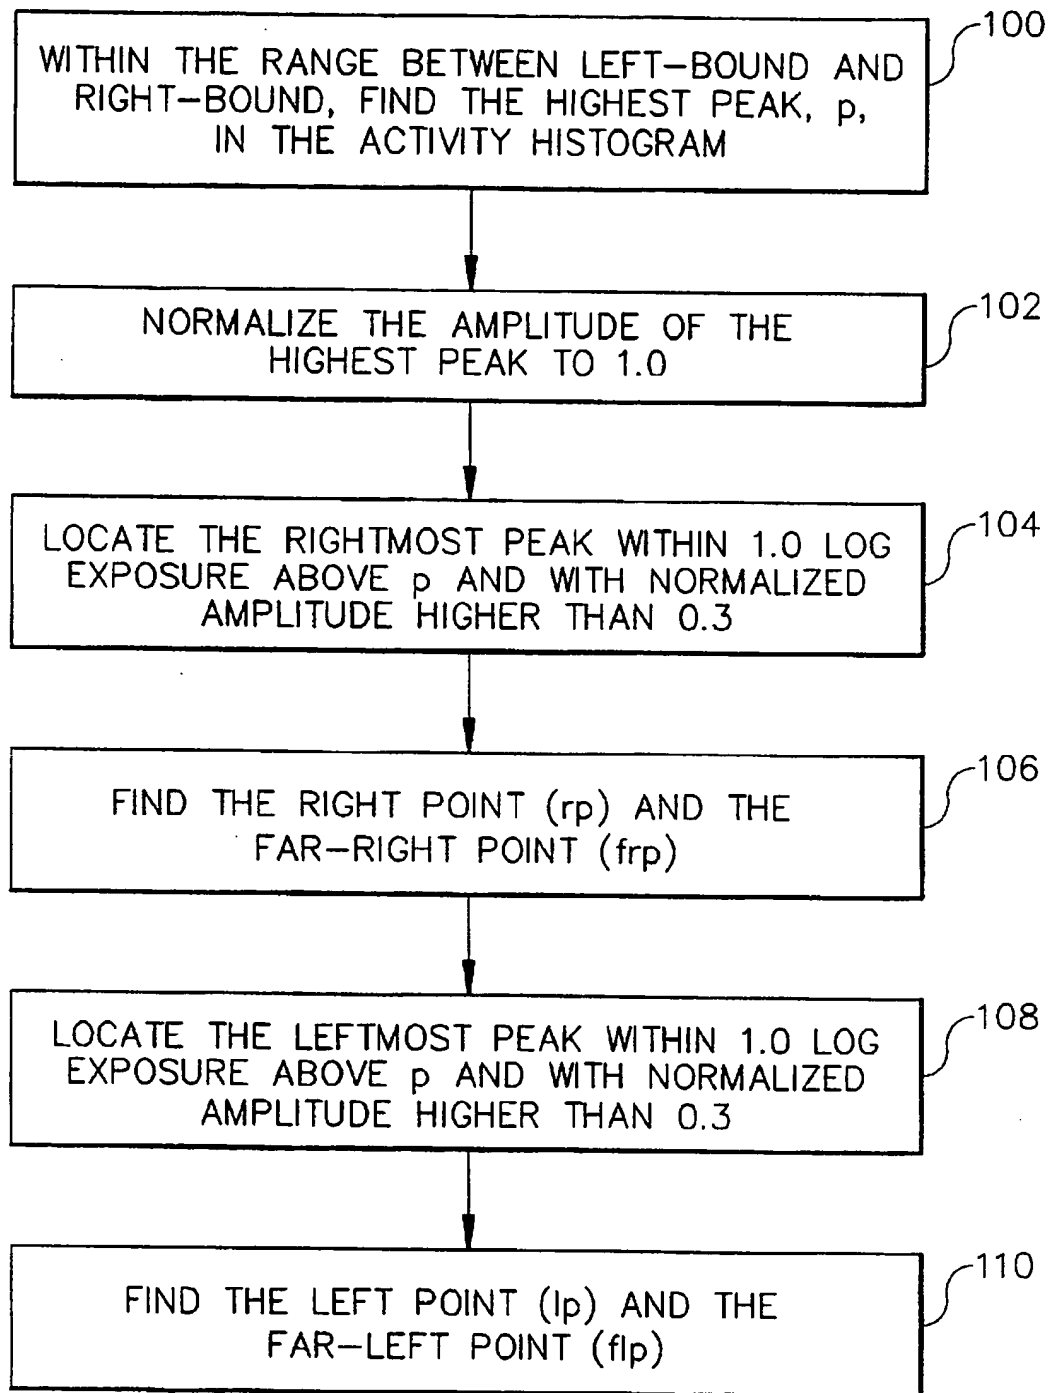 100
WITHIN THE RANGE BETWEEN LEFT-BOUND AND
RIGHT-BOUND, FIND THE HIGHEST PEAK, p,
IN THE ACTIVITY HISTOGRAM
102
NORMALIZE THE AMPLITUDE OF THE
HIGHEST PEAK TO 1.0
104
LOCATE THE RIGHTMOST PEAK WITHIN 1.0 LOG
EXPOSURE ABOVE p AND WITH NORMALIZED
AMPLITUDE HIGHER THAN 0.3
106
FIND THE RIGHT POINT (rp) AND THE
FAR-RIGHT POINT (frp)
108
LOCATE THE LEFTMOST PEAK WITHIN 1.0 LOG
EXPOSURE ABOVE p AND WITH NORMALIZED
AMPLITUDE HIGHER THAN 0.3
110
FIND THE LEFT POINT (lp) AND THE
FAR-LEFT POINT (flp)